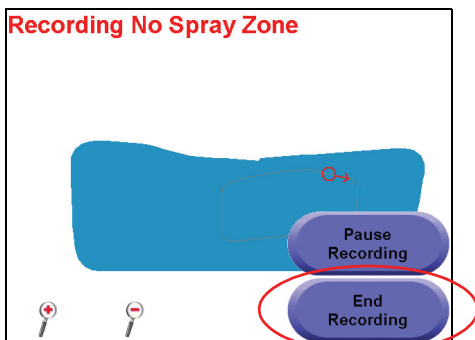 Recording No Spray Zone
Pause
Recording
End
Recording